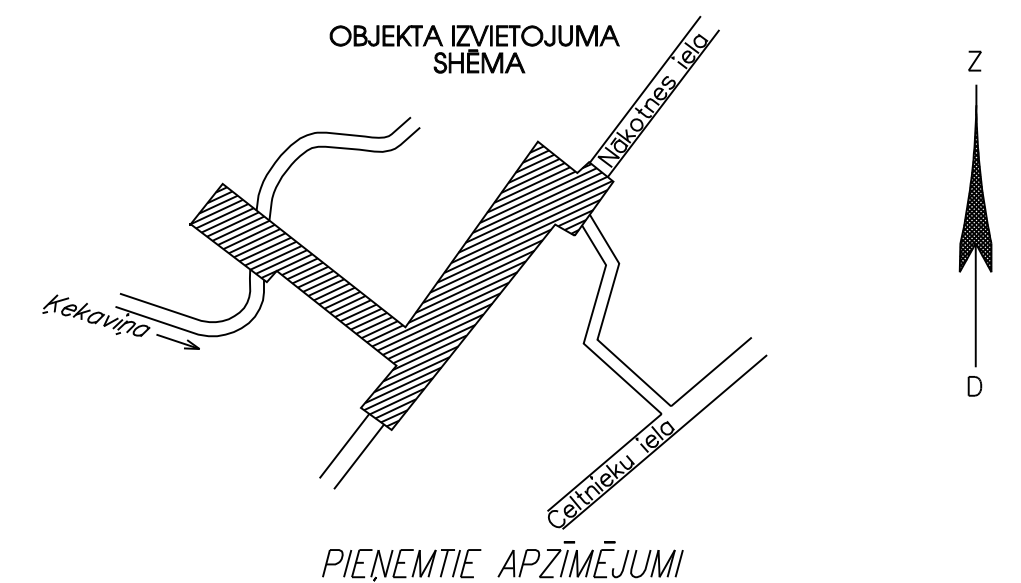 OBJEKTA IZVIETOJUMA
SHĒMA
Nākotnes iela
Z
Ķekaviņa
D
Celtnieku iela
PIEŅEMTIE APZĪMĒJUMI